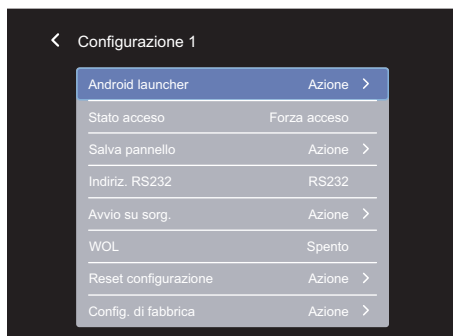 Configurazione 1
Android launcher Azione
Stato acceso Forza acceso
Salva pannello Azione
Indiriz. RS232 RS232
Avvio su sorg. Azione
WOL Spento
Reset configurazione Azione
Config. di fabbrica Azione